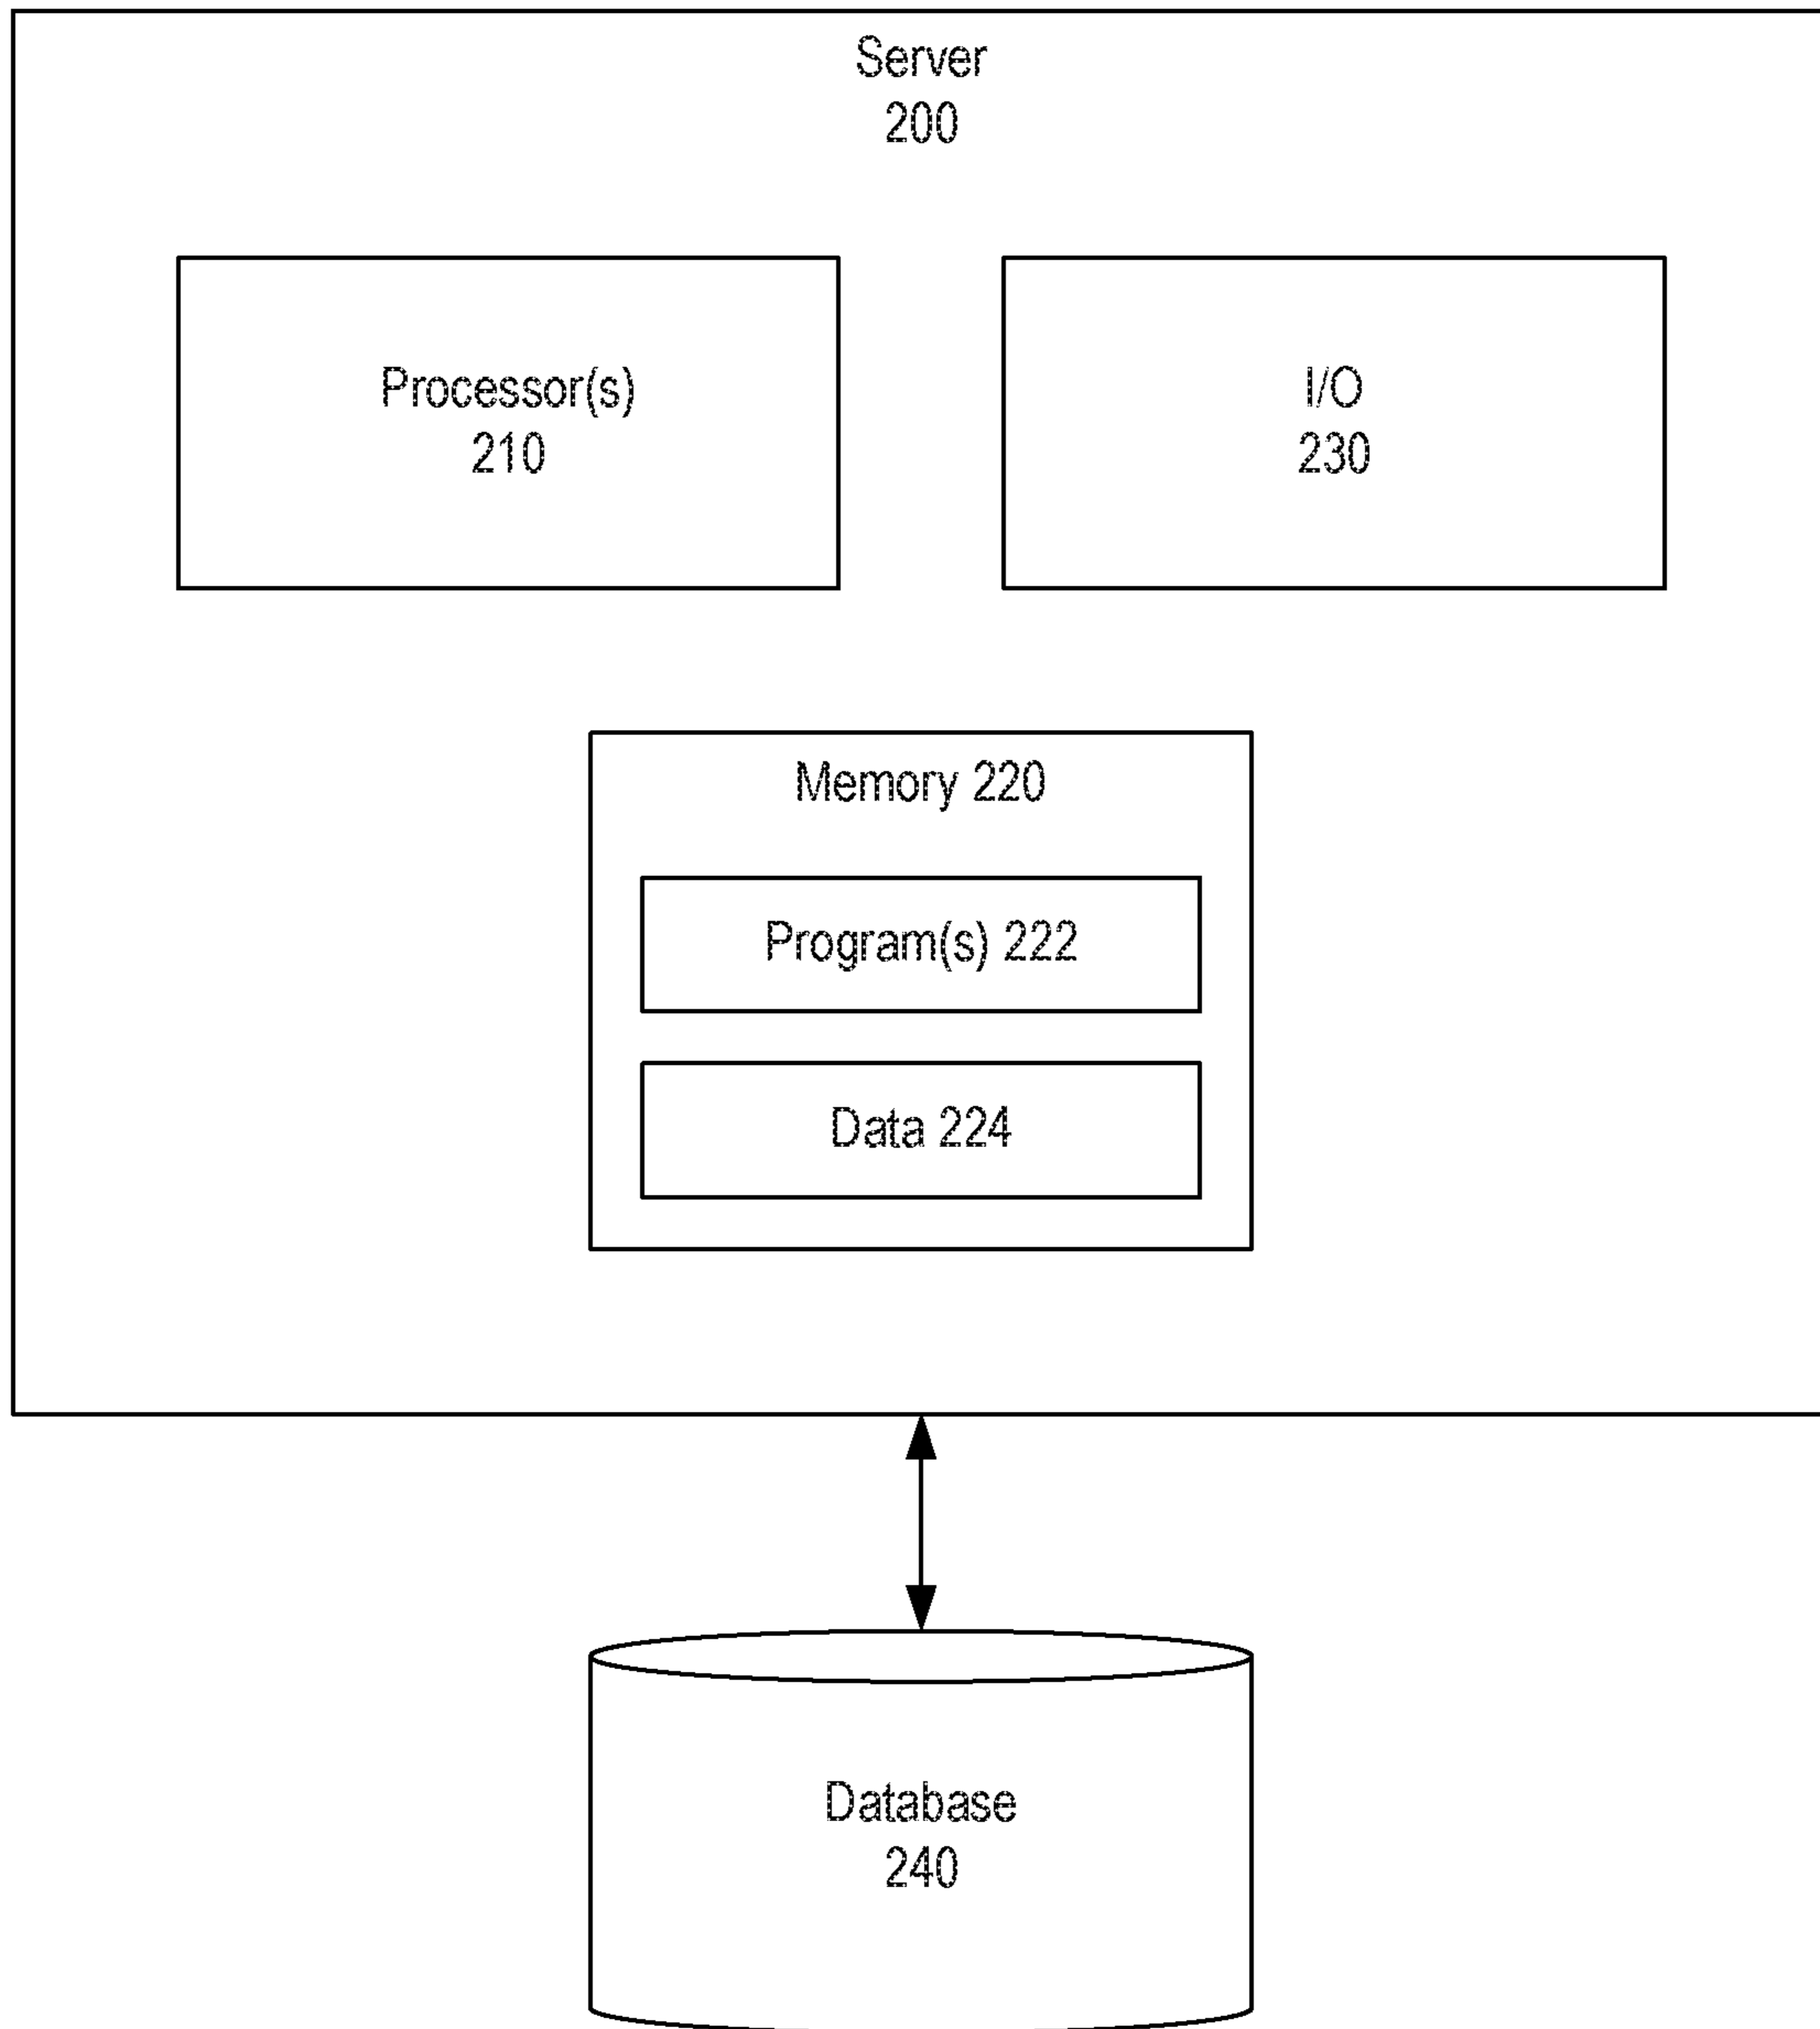 Server
200
Processor(s)
210
I/O
230
Memory 220
Program(s) 222
Data 224
Database
240